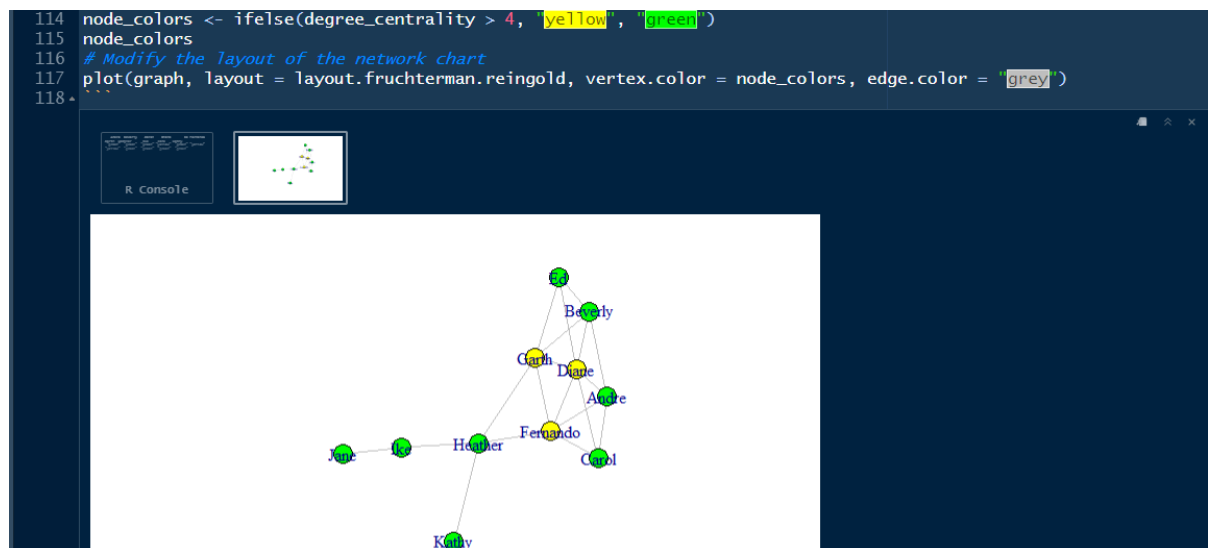 114 node_colors <- ifelse(degree_centrality > 4, "yellow", "green")
115 node_colors
116 # Modify the layout of the network chart
117 plot(graph, layout = layout.fruchterman.reingold, vertex.color = node_colors, edge.color = "grey")
118 ```
R Console
Ed
Beverly
Garth
Diane
Andre
Fernando
Heather
Ike
Jane
Carol
Kathy